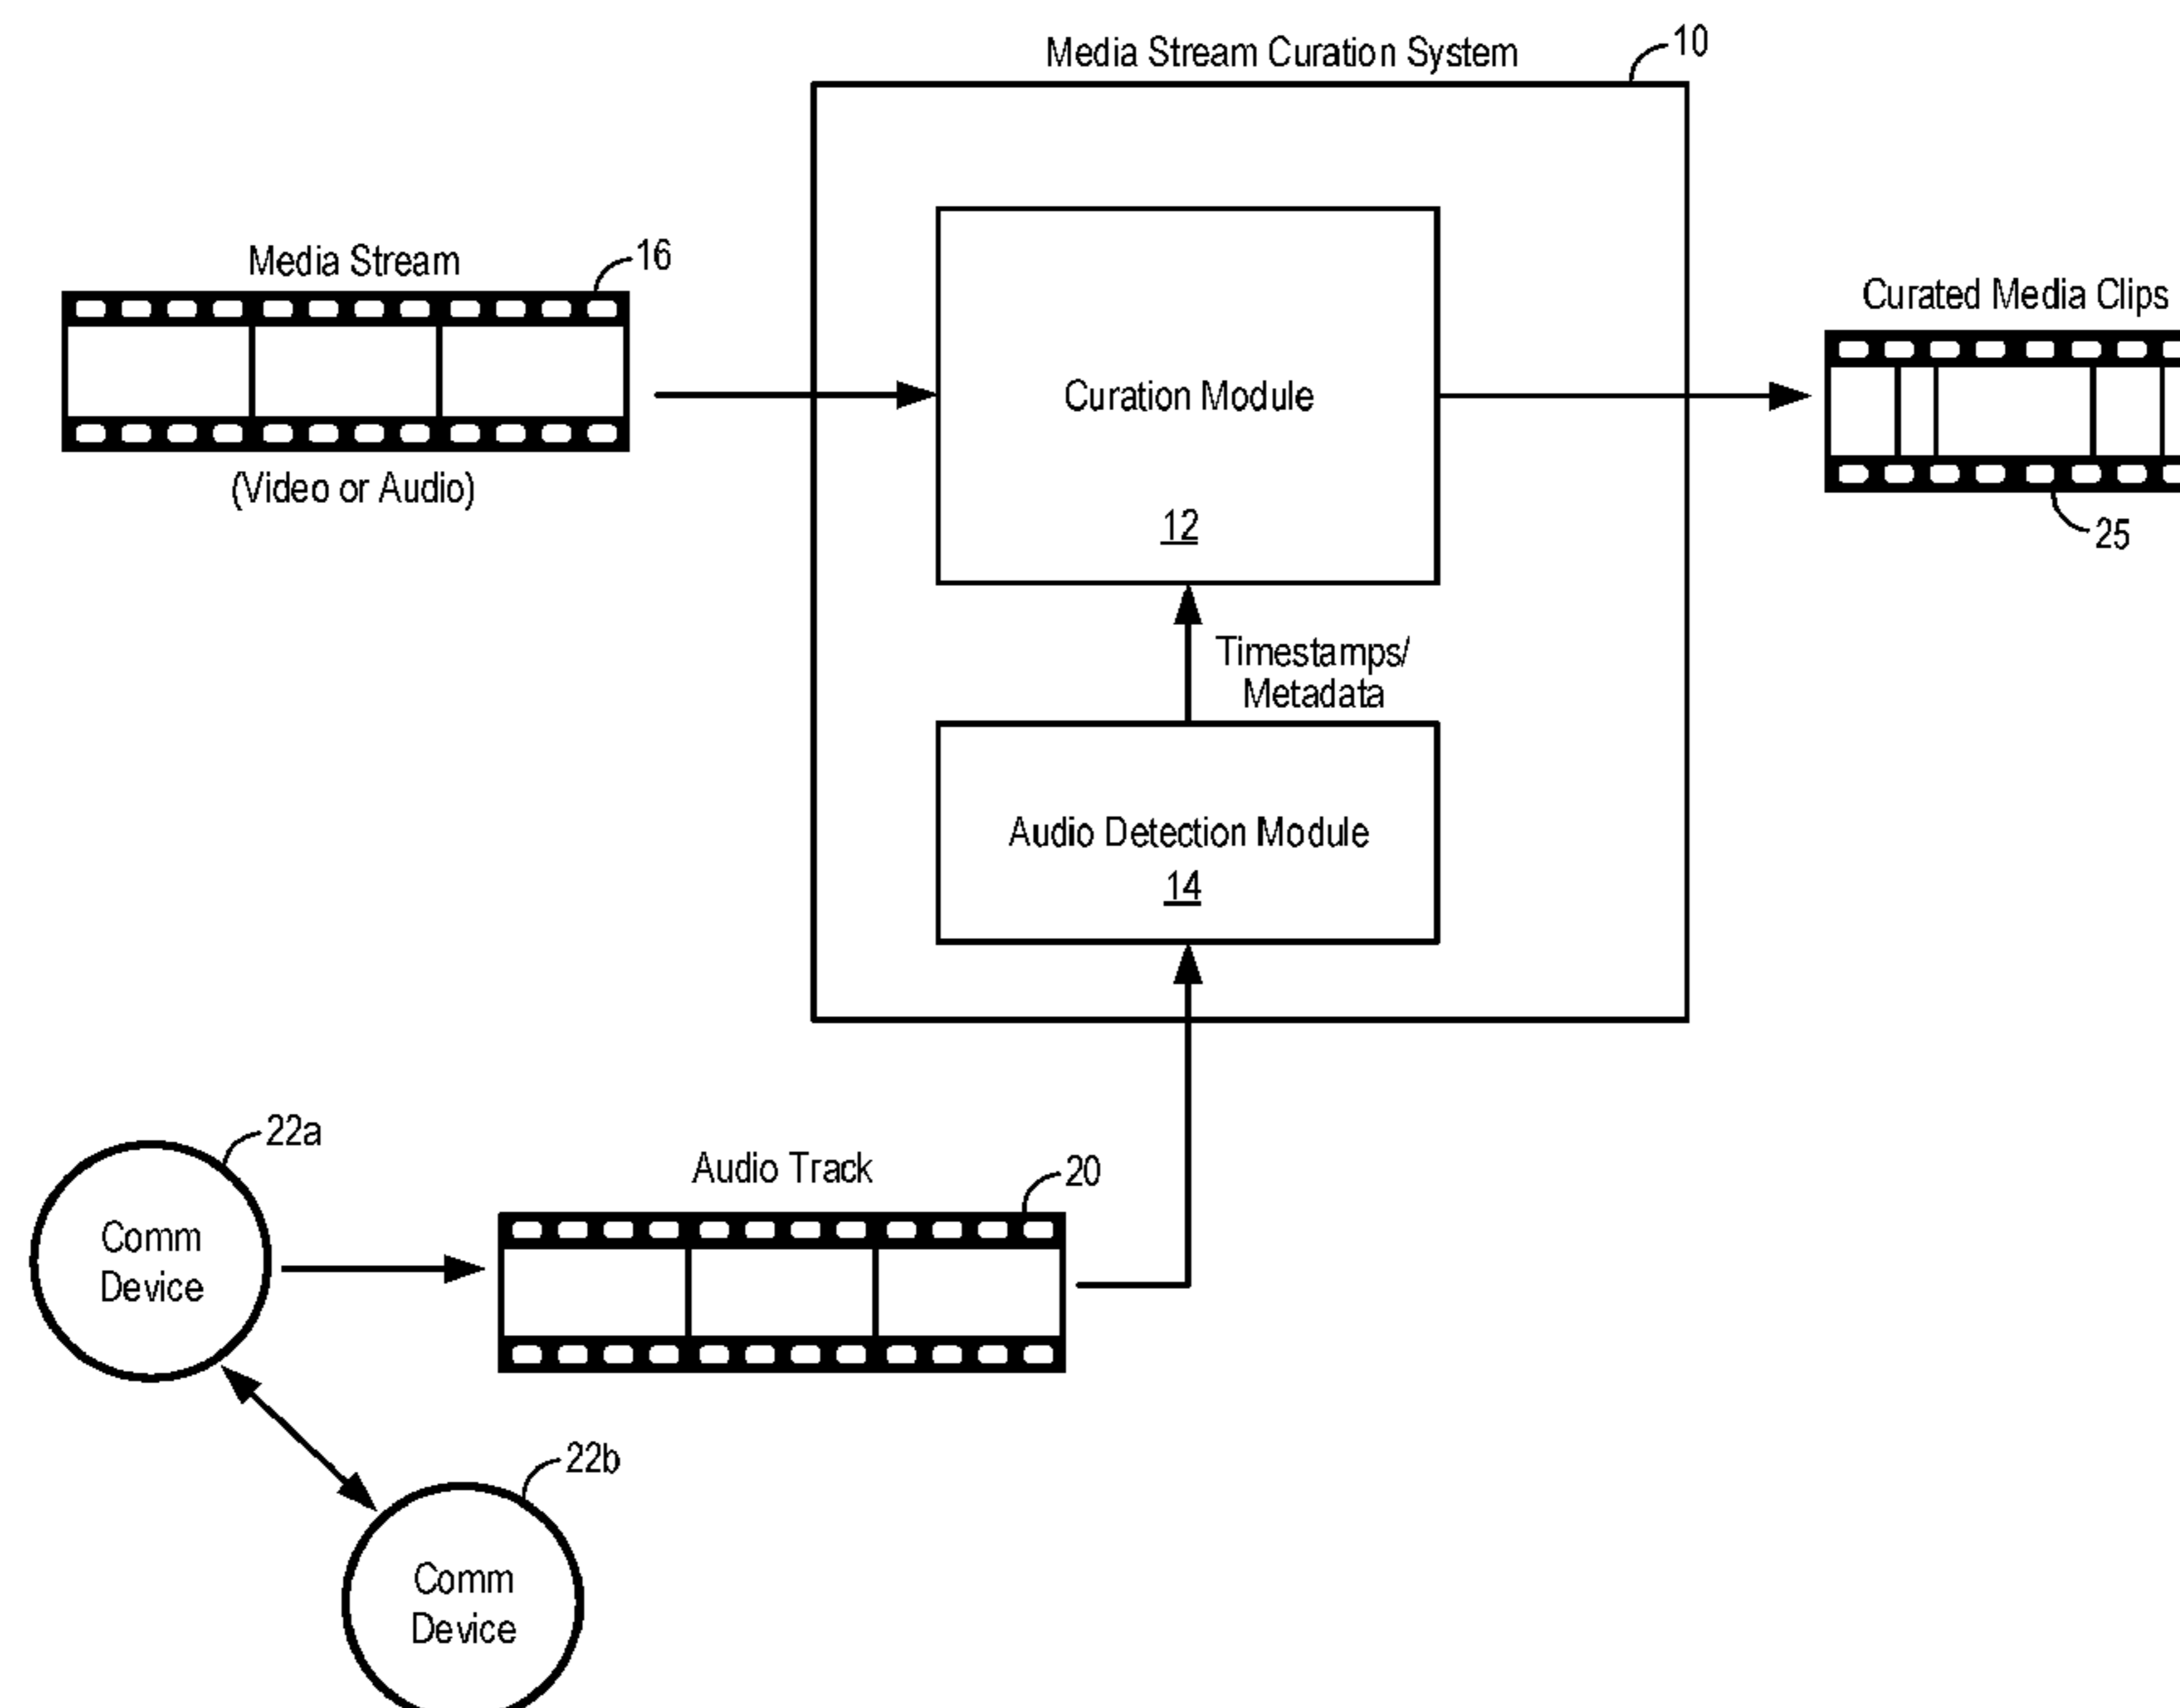 Media Stream Curation System
10
Media Stream
16
(Video or Audio)
Curation Module
12
Curated Media Clips
25
Timestamps/
Metadata
Audio Detection Module
14
22a
Comm
Device
Audio Track
20
22b
Comm
Device